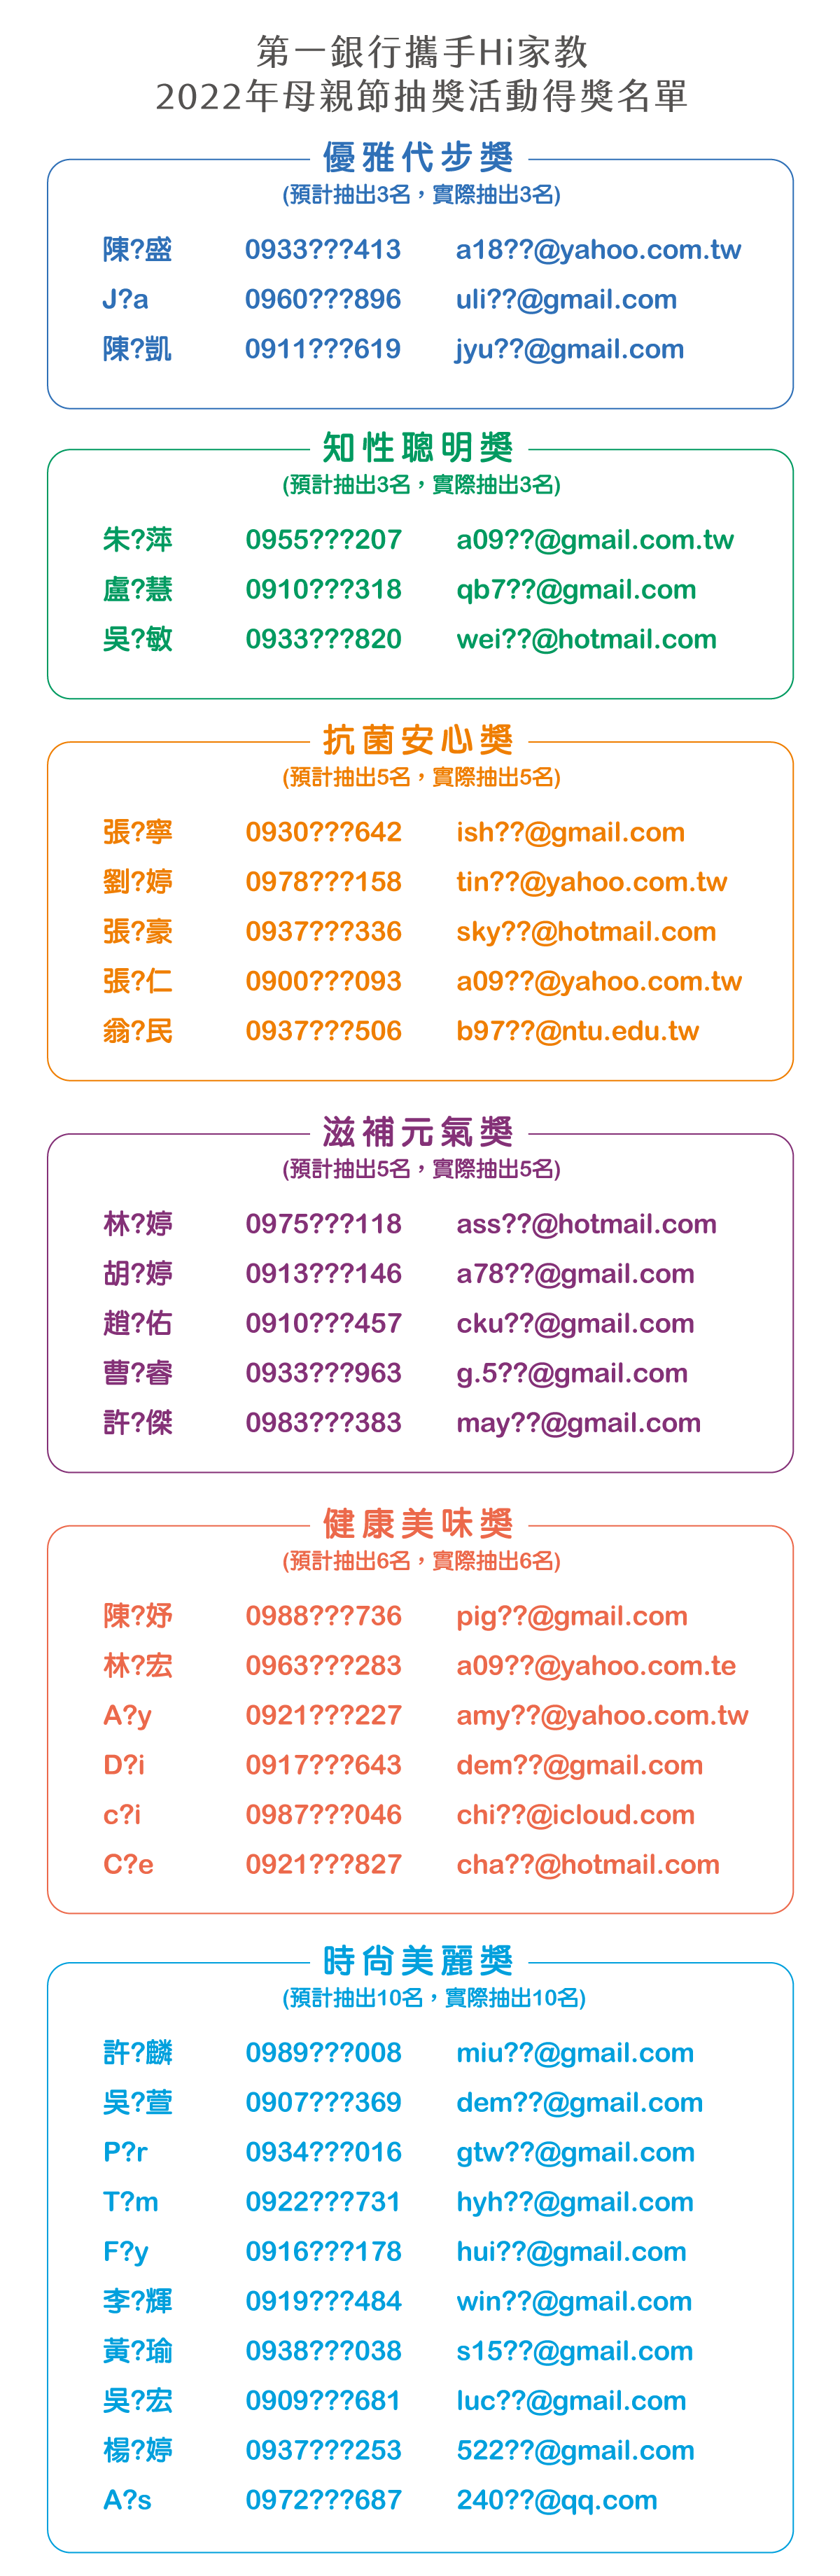 第一銀行攜手Hi家教
2022年母親節抽獎活動得獎名單
優雅代步獎
(預計抽出3名，實際抽出3名)
陳?盛 0933???413 a18??@yahoo.com.tw
J?a 0960???896 uli??@gmail.com
陳?凱 0911???619 jyu??@gmail.com
知性聰明獎
(預計抽出3名，實際抽出3名)
朱?萍 0955???207 a09??@gmail.com.tw
盧?慧 0910???318 qb7??@gmail.com
吳?敏 0933???820 wei??@hotmail.com
抗菌安心獎
(預計抽出5名，實際抽出5名)
張?寧 0930???642 ish??@gmail.com
劉?婷 0978???158 tin??@yahoo.com.tw
張?豪 0937???336 sky??@hotmail.com
張?仁 0900???093 a09??@yahoo.com.tw
翁?民 0937???506 b97??@ntu.edu.tw
滋補元氣獎
(預計抽出5名，實際抽出5名)
林?婷 0975???118 ass??@hotmail.com
胡?婷 0913???146 a78??@gmail.com
趙?佑 0910???457 cku??@gmail.com
曹?睿 0933???963 g.5??@gmail.com
許?傑 0983???383 may??@gmail.com
健康美味獎
(預計抽出6名，實際抽出6名)
陳?妤 0988???736 pig??@gmail.com
林?宏 0963???283 a09??@yahoo.com.te
A?y 0921???227 amy??@yahoo.com.tw
D?i 0917???643 dem??@gmail.com
c?i 0987???046 chi??@icloud.com
C?e 0921???827 cha??@hotmail.com
時尚美麗獎
(預計抽出10名，實際抽出10名)
許?麟 0989???008 miu??@gmail.com
吳?萱 0907???369 dem??@gmail.com
P?r 0934???016 gtw??@gmail.com
T?m 0922???731 hyh??@gmail.com
F?y 0916???178 hui??@gmail.com
李?輝 0919???484 win??@gmail.com
黃?瑜 0938???038 s15??@gmail.com
吳?宏 0909???681 luc??@gmail.com
楊?婷 0937???253 522??@gmail.com
A?s 0972???687 240??@qq.com